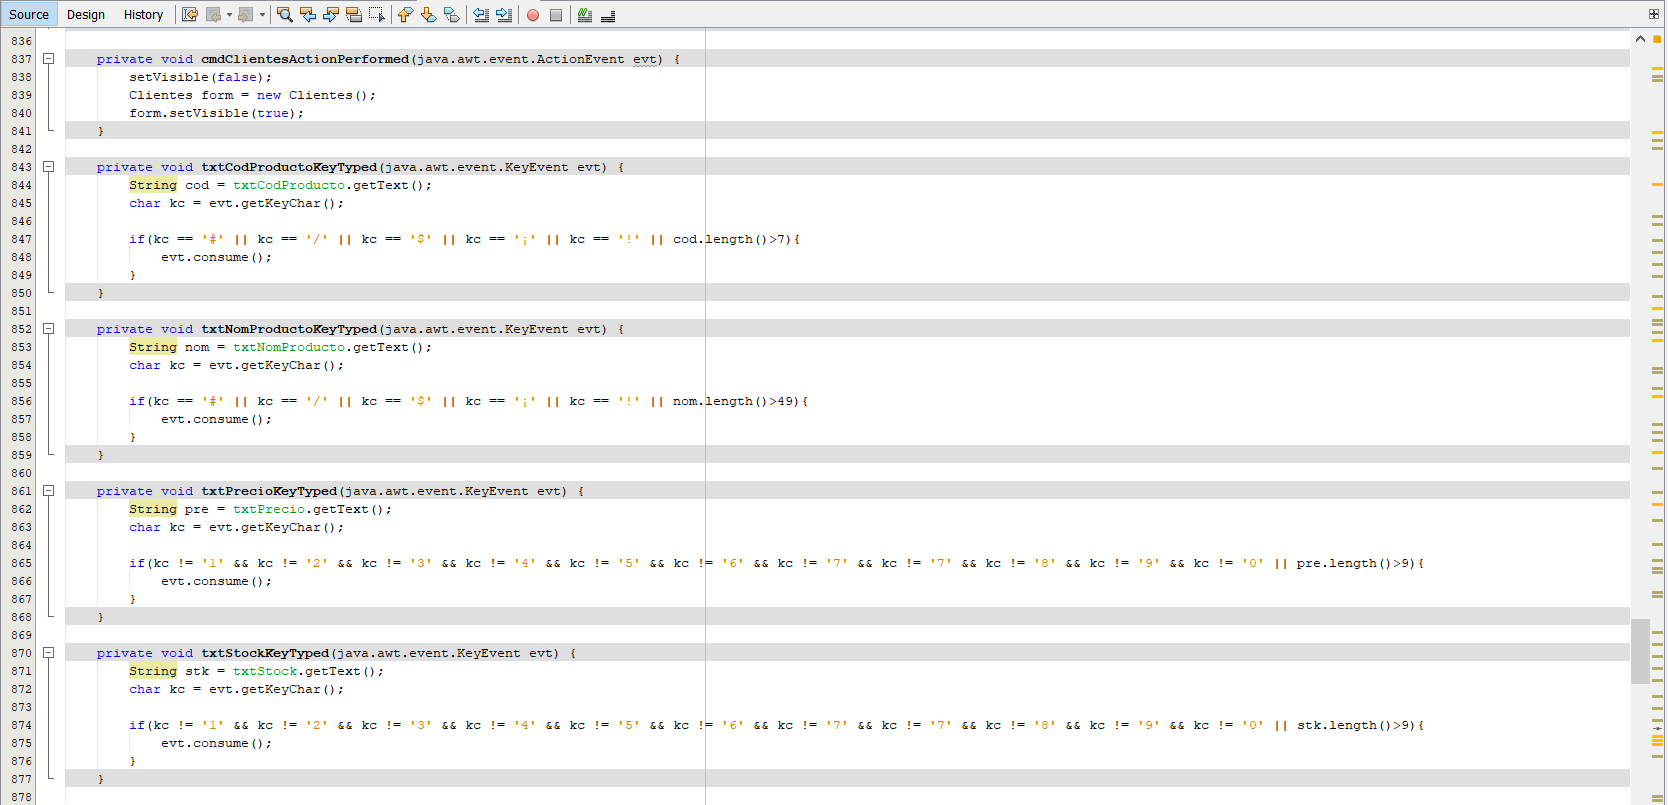 Source Design History
836
837 private void cmdClientesActionPerformed(java.awt.event.ActionEvent evt) {
838 setVisible(false);
839 Clientes form = new Clientes();
840 form.setVisible(true);
841 }
842
843 private void txtCodProductoKeyTyped(java.awt.event.KeyEvent evt) {
844 String cod = txtCodProducto.getText();
845 char kc = evt.getKeyChar();
846
847 if(kc == '#' || kc == '/' || kc == '$' || kc == '¡' || kc == '!' || cod.length()>7){
848 evt.consume();
849 }
850 }
851
852 private void txtNomProductoKeyTyped(java.awt.event.KeyEvent evt) {
853 String nom = txtNomProducto.getText();
854 char kc = evt.getKeyChar();
855
856 if(kc == '#' || kc == '/' || kc == '$' || kc == '¡' || kc == '!' || nom.length()>49){
857 evt.consume();
858 }
859 }
860
861 private void txtPrecioKeyTyped(java.awt.event.KeyEvent evt) {
862 String pre = txtPrecio.getText();
863 char kc = evt.getKeyChar();
864
865 if(kc != '1' && kc != '2' && kc != '3' && kc != '4' && kc != '5' && kc != '6' && kc != '7' && kc != '7' && kc != '8' && kc != '9' && kc != '0' || pre.length()>9){
866 evt.consume();
867 }
868 }
869
870 private void txtStockKeyTyped(java.awt.event.KeyEvent evt) {
871 String stk = txtStock.getText();
872 char kc = evt.getKeyChar();
873
874 if(kc != '1' && kc != '2' && kc != '3' && kc != '4' && kc != '5' && kc != '6' && kc != '7' && kc != '7' && kc != '8' && kc != '9' && kc != '0' || stk.length()>9){
875 evt.consume();
876 }
877 }
878